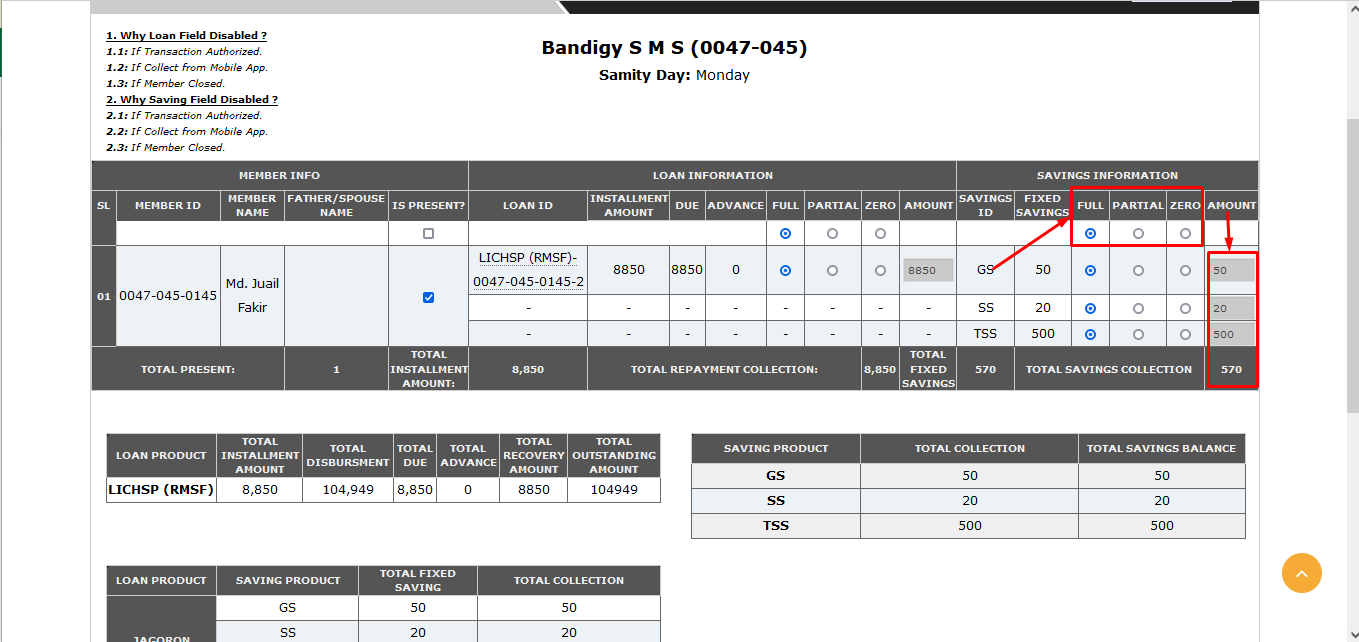 1. Why Loan Field Disabled ?
1.1: If Transaction Authorized.
1.2: If Collect from Mobile App.
1.3: If Member Closed.
2. Why Saving Field Disabled ?
2.1: If Transaction Authorized.
2.2: If Collect from Mobile App.
2.3: If Member Closed.
Bandigy S M S (0047-045)
Samity Day: Monday
MEMBER INFO LOAN INFORMATION SAVINGS INFORMATION
SL MEMBER ID MEMBER NAME FATHER/SPOUSE NAME IS PRESENT? LOAN ID INSTALLMENT AMOUNT DUE ADVANCE FULL PARTIAL ZERO AMOUNT SAVINGS ID FIXED SAVINGS FULL PARTIAL ZERO AMOUNT
01 0047-045-0145 Md. Juail Fakir LICHSP (RMSF)-0047-045-0145-2 8850 8850 0 8850 GS 50 50
- - - - - - - - SS 20 20
- - - - - - - - TSS 500 500
TOTAL PRESENT: 1 TOTAL INSTALLMENT AMOUNT: 8,850 TOTAL REPAYMENT COLLECTION: 8,850 TOTAL FIXED SAVINGS 570 TOTAL SAVINGS COLLECTION 570
LOAN PRODUCT TOTAL INSTALLMENT AMOUNT TOTAL DISBURSMENT TOTAL DUE TOTAL ADVANCE TOTAL RECOVERY AMOUNT TOTAL OUTSTANDING AMOUNT
LICHSP (RMSF) 8,850 104,949 8,850 0 8850 104949
SAVING PRODUCT TOTAL COLLECTION TOTAL SAVINGS BALANCE
GS 50 50
SS 20 20
TSS 500 500
LOAN PRODUCT SAVING PRODUCT TOTAL FIXED SAVING TOTAL COLLECTION
JAGORON GS 50 50
SS 20 20